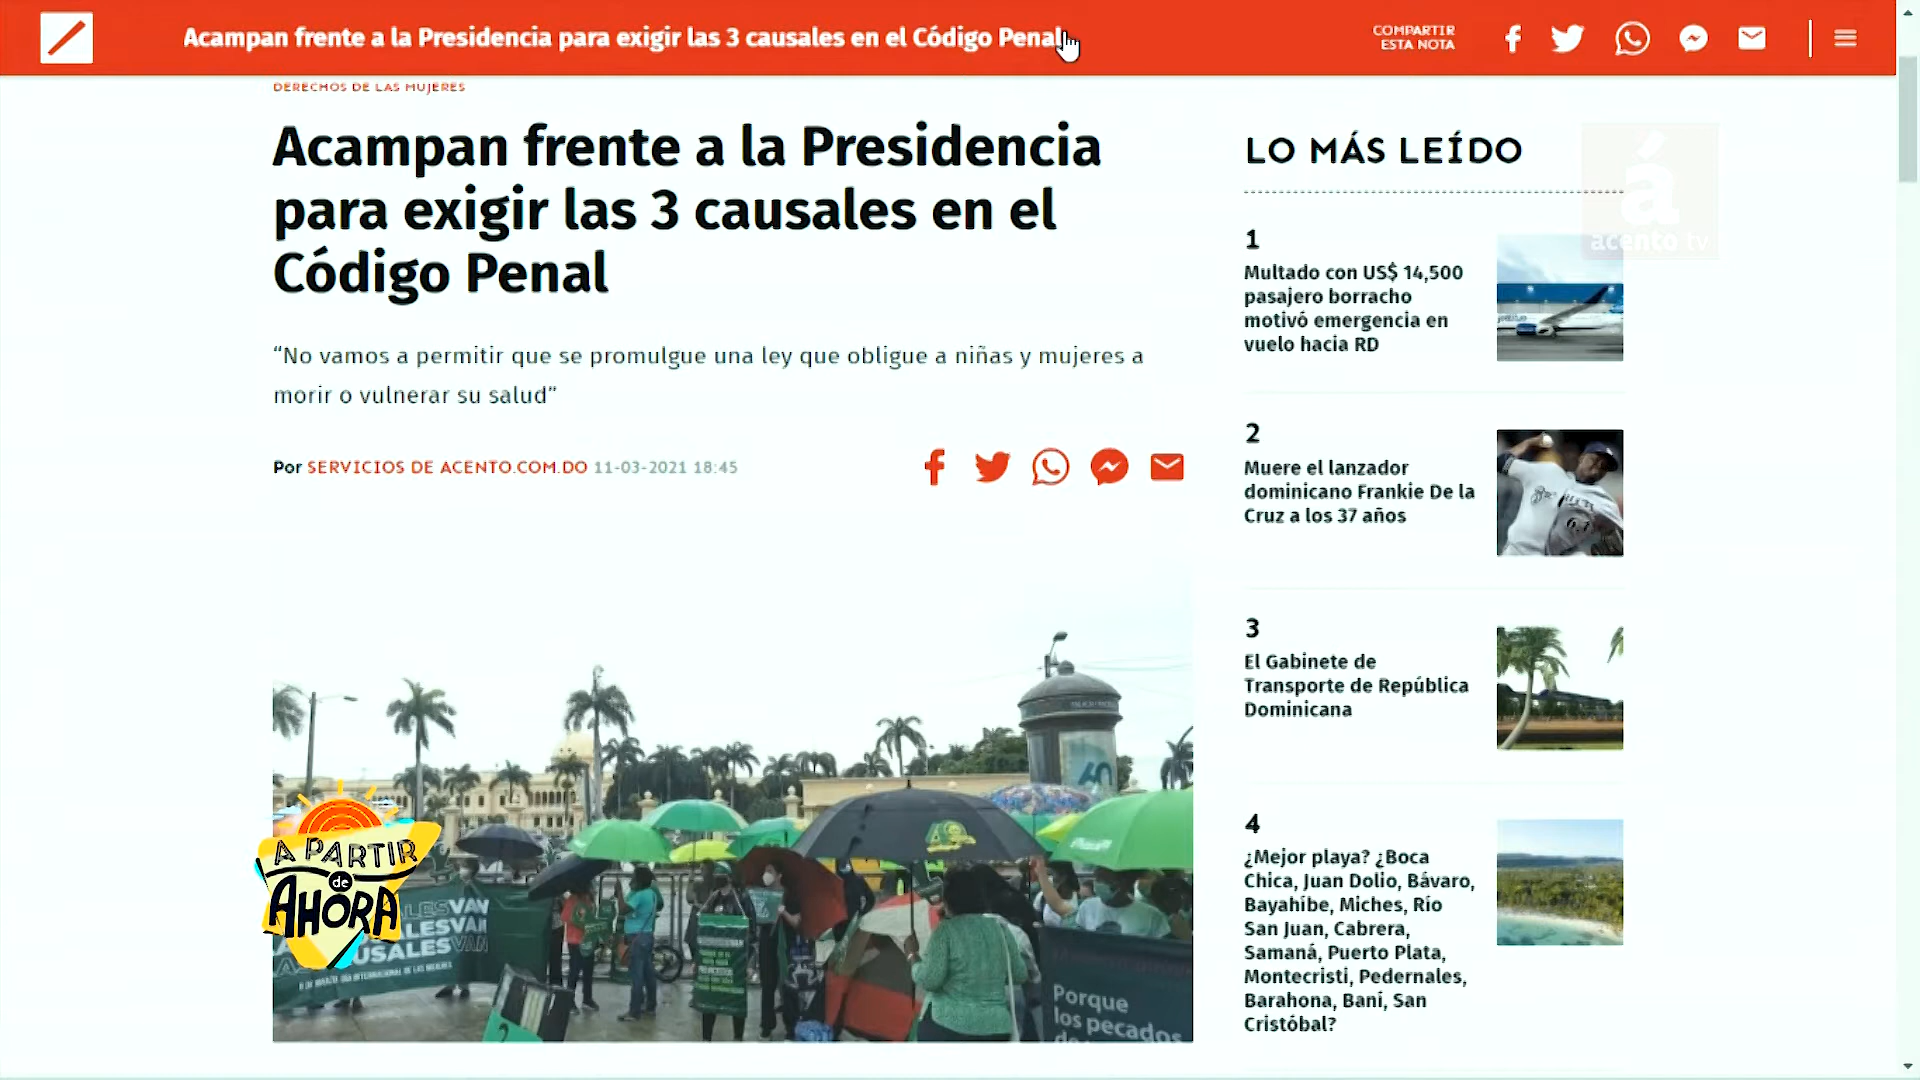 Acampan frente a la Presidencia para exigir las 3 causales en el Código Penal
COMPARTIR
ESTA NOTA
DERECHOS DE LAS MUJERES
Acampan frente a la Presidencia
para exigir las 3 causales en el
Código Penal
“No vamos a permitir que se promulgue una ley que obligue a niñas y mujeres a
morir o vulnerar su salud”
Por SERVICIOS DE ACENTO.COM.DO 11-03-2021 18:45
LO MÁS LEÍDO
á
acento tv
1
Multado con US$ 14,500
pasajero borracho
motivó emergencia en
vuelo hacia RD
2
Muere el lanzador
dominicano Frankie De la
Cruz a los 37 años
3
El Gabinete de
Transporte de República
Dominicana
4
¿Mejor playa? ¿Boca
Chica, Juan Dolio, Bávaro,
Bayahíbe, Miches, Río
San Juan, Cabrera,
Samaná, Puerto Plata,
Montecristi, Pedernales,
Barahona, Baní, San
Cristóbal?
A PARTIR
de
AHORA
LESVAN
ALESVAN
USALESVAN
Porque
los pecados